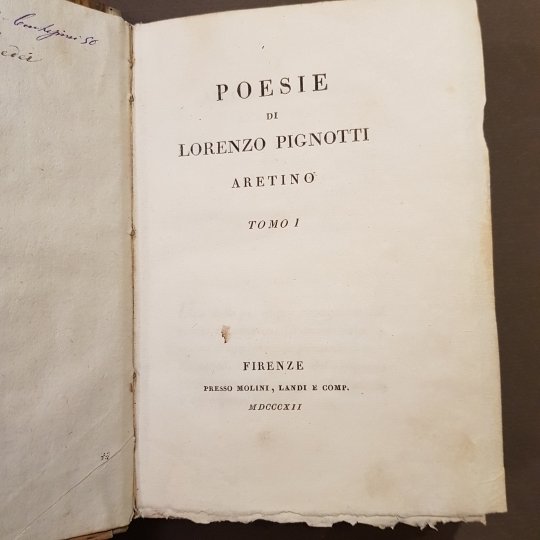 POESIE
DI
LORENZO PIGNOTTI
ARETINO
TOMO I
FIRENZE
PRESSO MOLINI, LANDI E COMP.
MDCCCXII